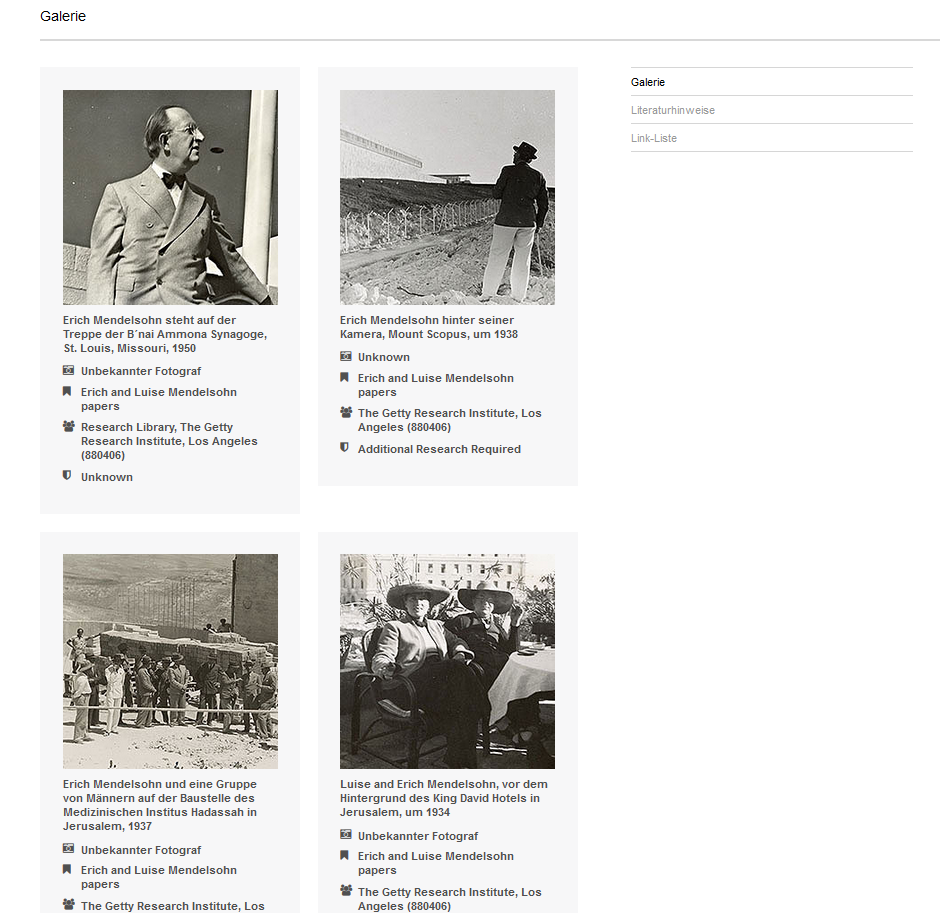 Galerie
Erich Mendelsohn steht auf der
Treppe der B´nai Ammona Synagoge,
St. Louis, Missouri, 1950
Unbekannter Fotograf
Erich and Luise Mendelsohn
papers
Research Library, The Getty
Research Institute, Los Angeles
(880406)
Unknown
Erich Mendelsohn hinter seiner
Kamera, Mount Scopus, um 1938
Unknown
Erich and Luise Mendelsohn
papers
The Getty Research Institute, Los
Angeles (880406)
Additional Research Required
Galerie
Literaturhinweise
Link-Liste
Erich Mendelsohn und eine Gruppe
von Männern auf der Baustelle des
Medizinischen Institus Hadassah in
Jerusalem, 1937
Unbekannter Fotograf
Erich and Luise Mendelsohn
papers
The Getty Research Institute, Los
Luise and Erich Mendelsohn, vor dem
Hintergrund des King David Hotels in
Jerusalem, um 1934
Unbekannter Fotograf
Erich and Luise Mendelsohn
papers
The Getty Research Institute, Los
Angeles (880406)